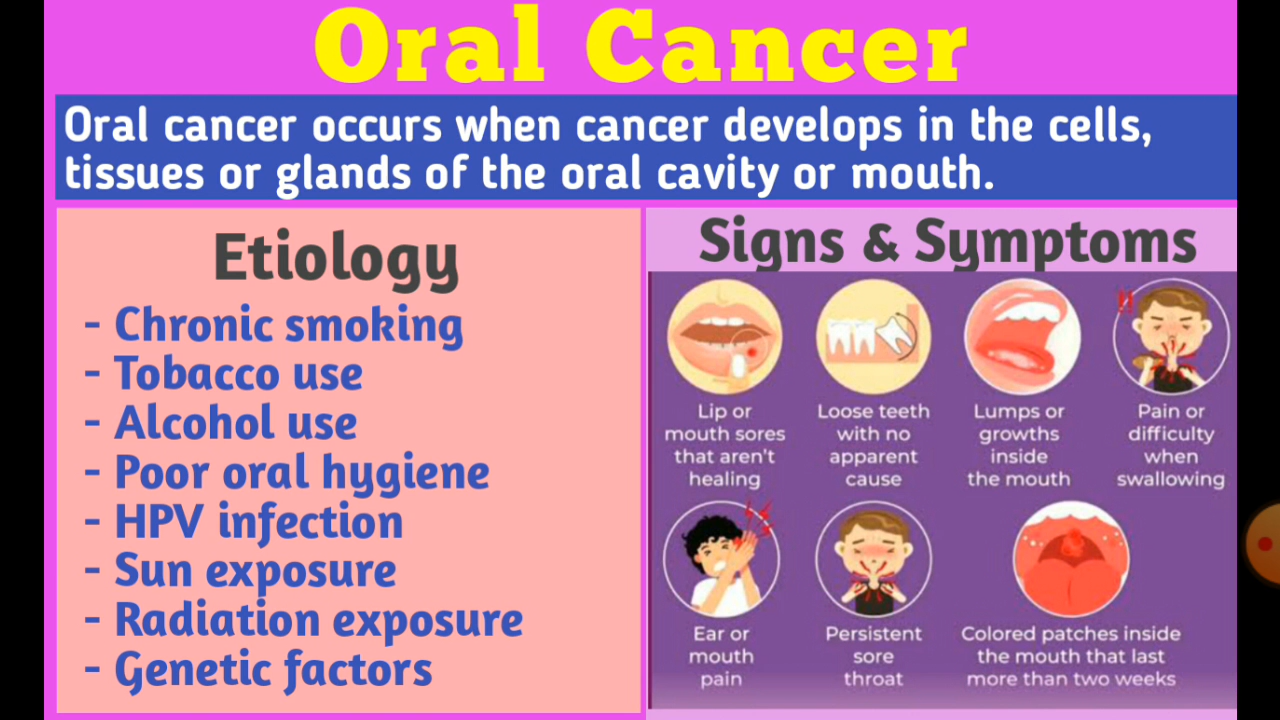 Oral Cancer
Oral cancer occurs when cancer develops in the cells,
tissues or glands of the oral cavity or mouth.
Etiology
- Chronic smoking
- Tobacco use
- Alcohol use
- Poor oral hygiene
- HPV infection
- Sun exposure
- Radiation exposure
- Genetic factors
Signs & Symptoms
Lip or
mouth sores
that aren't
healing
Loose teeth
with no
apparent
cause
Lumps or
growths
inside
the mouth
!!
Pain or
difficulty
when
swallowing
Ear or
mouth
pain
Persistent
sore
throat
Colored patches inside
the mouth that last
more than two weeks